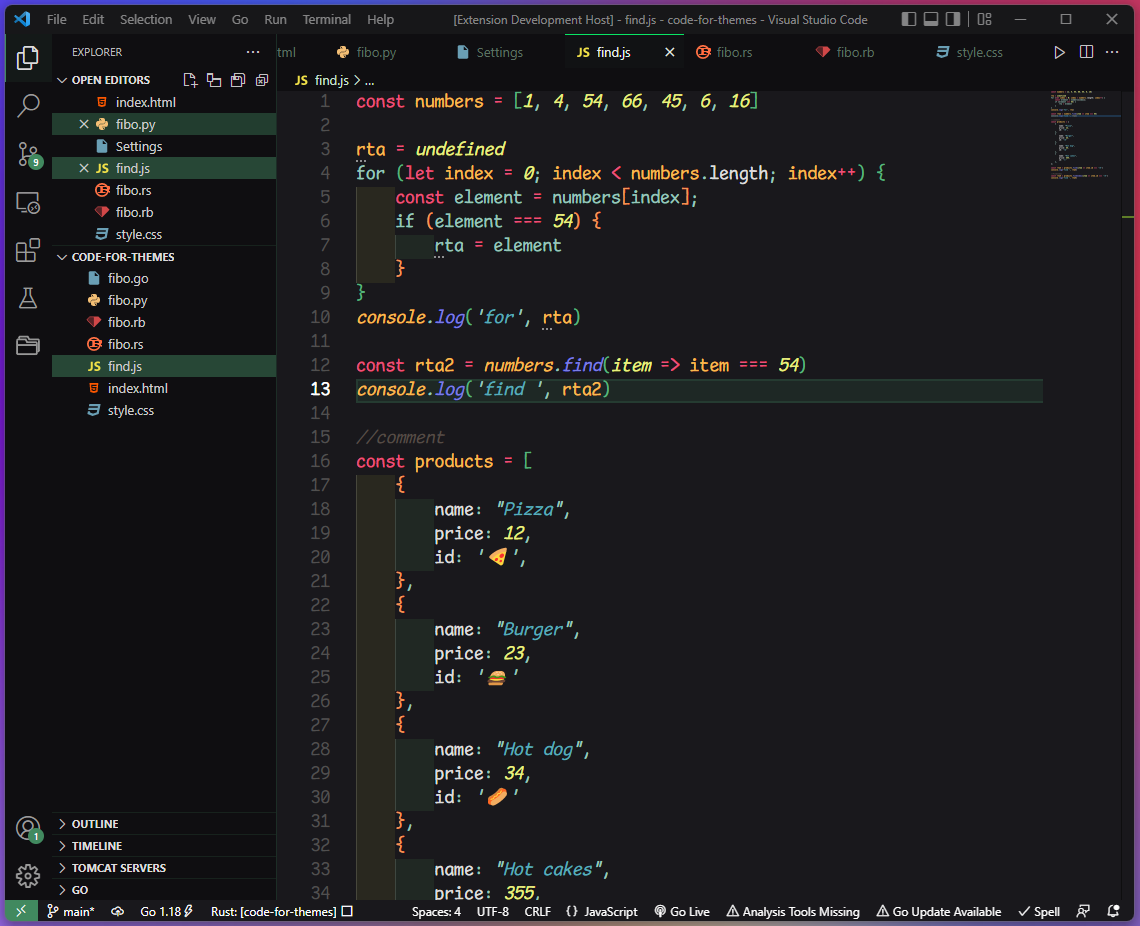 File Edit Selection View Go Run Terminal Help [Extension Development Host] - find.js - code-for-themes - Visual Studio Code
EXPLORER
tml fibo.py Settings JS find.js fibo.rs fibo.rb style.css
OPEN EDITORS
index.html
fibo.py
Settings
JS find.js
fibo.rs
fibo.rb
style.css
CODE-FOR-THEMES
fibo.go
fibo.py
fibo.rb
fibo.rs
JS find.js
index.html
style.css
OUTLINE
TIMELINE
TOMCAT SERVERS
GO
9
1
JS find.js > ...
1 const numbers = [1, 4, 54, 66, 45, 6, 16]
2
3 rta = undefined
4 for (let index = 0; index < numbers.length; index++) {
5 const element = numbers[index];
6 if (element === 54) {
7 rta = element
8 }
9 }
10 console.log('for', rta)
11
12 const rta2 = numbers.find(item => item === 54)
13 console.log('find ', rta2)
14
15 //comment
16 const products = [
17 {
18 name: "Pizza",
19 price: 12,
20 id: '🍕',
21 },
22 {
23 name: "Burger",
24 price: 23,
25 id: '🍔'
26 },
27 {
28 name: "Hot dog",
29 price: 34,
30 id: '🌭'
31 },
32 {
33 name: "Hot cakes",
34 price: 355,
main* Go 1.18 Rust: [code-for-themes] Spaces: 4 UTF-8 CRLF {} JavaScript Go Live Analysis Tools Missing Go Update Available Spell